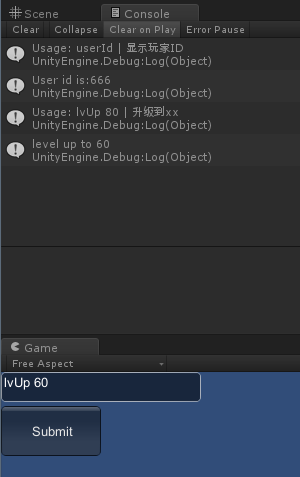 Scene Console
Clear Collapse Clear on Play Error Pause
Usage: userId | 显示玩家ID
UnityEngine.Debug:Log(Object)
User id is:666
UnityEngine.Debug:Log(Object)
Usage: lvUp 80 | 升级到xx
UnityEngine.Debug:Log(Object)
level up to 60
UnityEngine.Debug:Log(Object)
Game
Free Aspect
lvUp 60
Submit